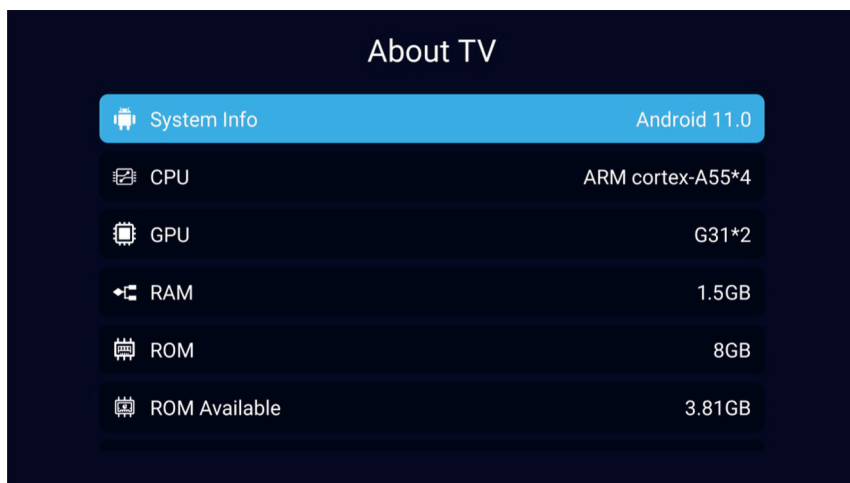 About TV
System Info Android 11.0
CPU ARM cortex-A55*4
GPU G31*2
RAM 1.5GB
ROM 8GB
ROM Available 3.81GB